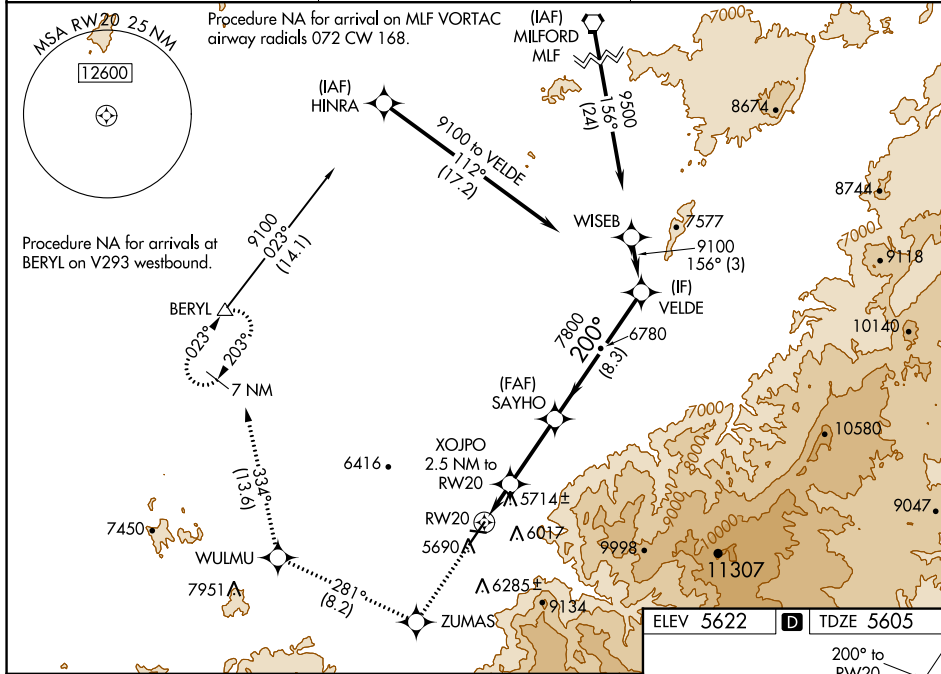 MSA RW20 25 NM
12600
Procedure NA for arrival on MLF VORTAC
airway radials 072 CW 168.
(IAF)
MILFORD
MLF
7000
(IAF)
HINRA
9500
156°
(24)
8674
9100 to VELDE
112°
(17.2)
8744
7000
WISEB
7577
9100
156° (3)
9118
Procedure NA for arrivals at
BERYL on V293 westbound.
9100
023°
(14.1)
(IF)
VELDE
BERYL
023°
203°
7 NM
7800
200°
(8.3)
6780
10140
(FAF)
SAYHO
7000
9000
10580
XOJPO
2.5 NM to
RW20
6416
5714±
334°
(13.6)
9047
7450
RW20
5690
6017
9998
11307
WULMU
7951
281°
(8.2)
6285±
9134
ZUMAS
ELEV 5622
D
TDZE 5605
200° to
RW20